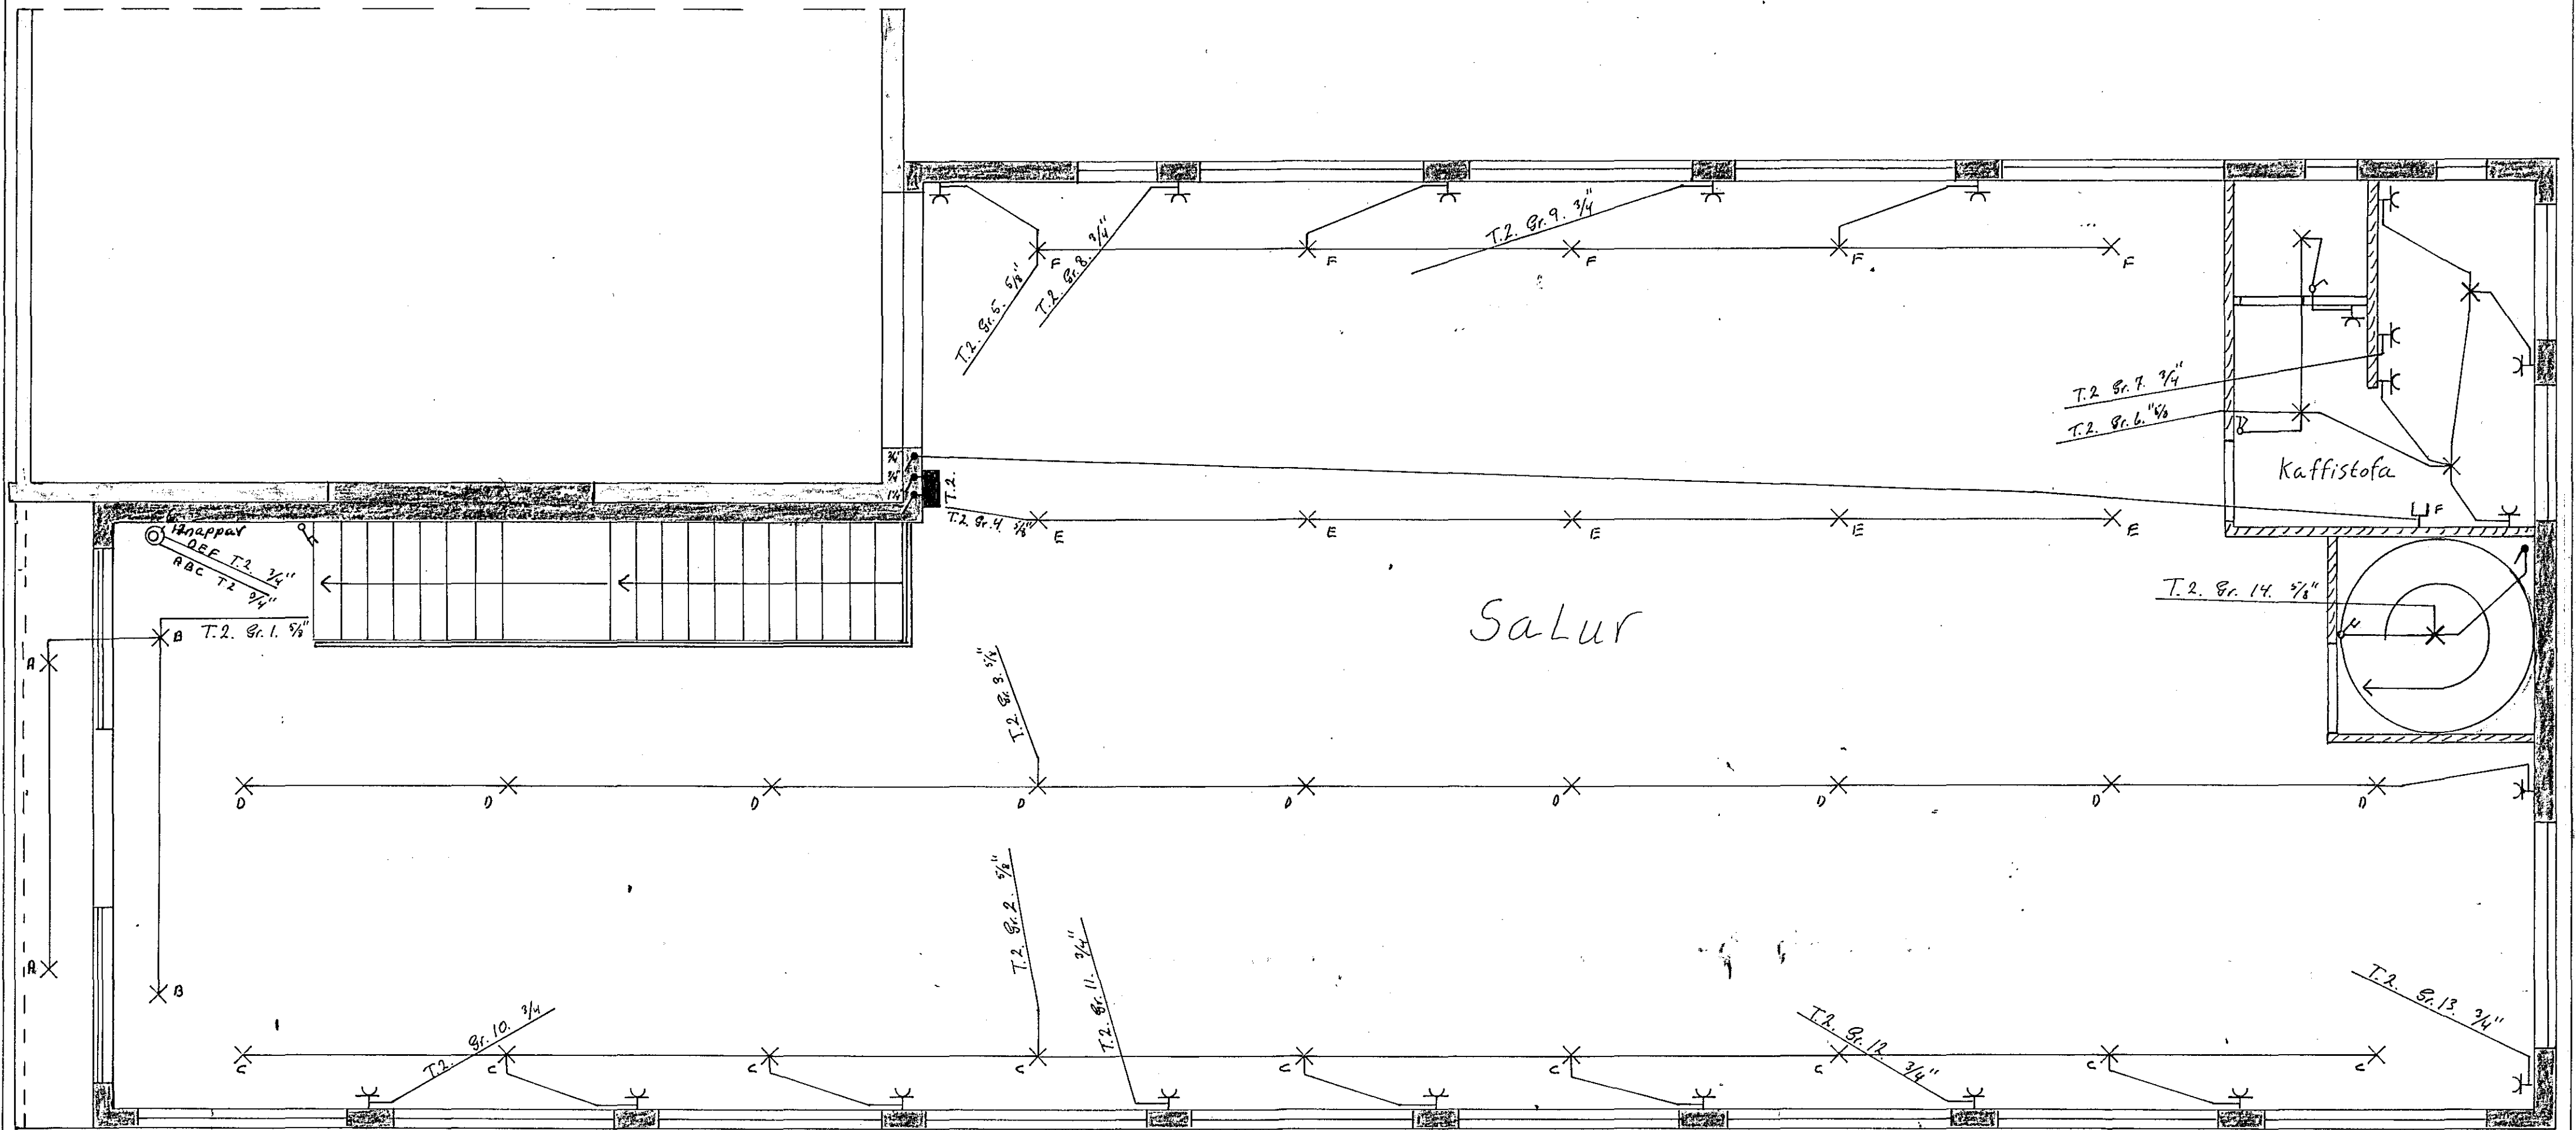 T.2. Gr.5. 5/8"
T.2. Gr.8. 3/4"
T.2. Gr.9. 3/4"
F
F
F
F
F
T.2 Gr.7. 3/4"
T.2. Gr.6. "5/8
Kaffistofa
F
3/4"
3/4"
T.2.
T.2 Gr.4. 5/8"
E
E
E
E
E
Hnappar
DEF T.2. 3/4"
ABC T.2 3/4"
T.2. Gr.1. 5/8"
B
A
A
B
Salur
T.2. Gr. 14. 5/8"
T.2. Gr.3. 5/8"
D
D
D
D
D
D
D
D
D
T.2. Gr.2. 5/8"
T.2. Gr.11. 3/4"
T.2. Gr.10. 3/4
T.2. Gr.12. 3/4"
T.2. Gr.13. 3/4"
C
C
C
C
C
C
C
C
C